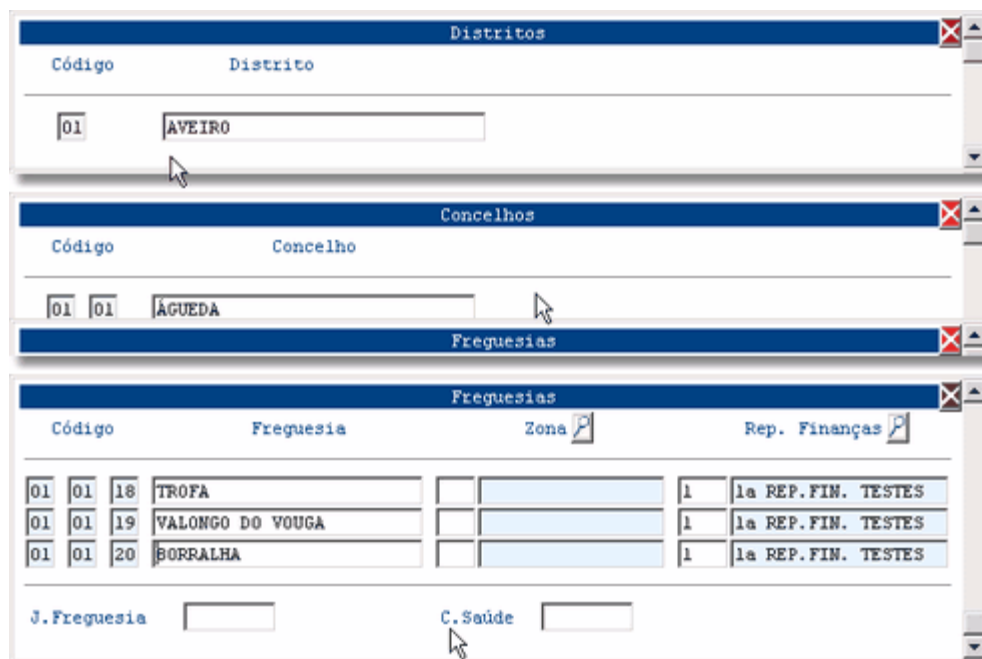 Distritos
Código Distrito
01 AVEIRO
Concelhos
Código Concelho
01 01 ÁGUEDA
Freguesias
Freguesias
Código Freguesia Zona Rep. Finanças
01 01 18 TROFA 1 1a REP.FIN. TESTES
01 01 19 VALONGO DO VOUGA 1 1a REP.FIN. TESTES
01 01 20 BORRALHA 1 1a REP.FIN. TESTES
J.Freguesia C.Saúde